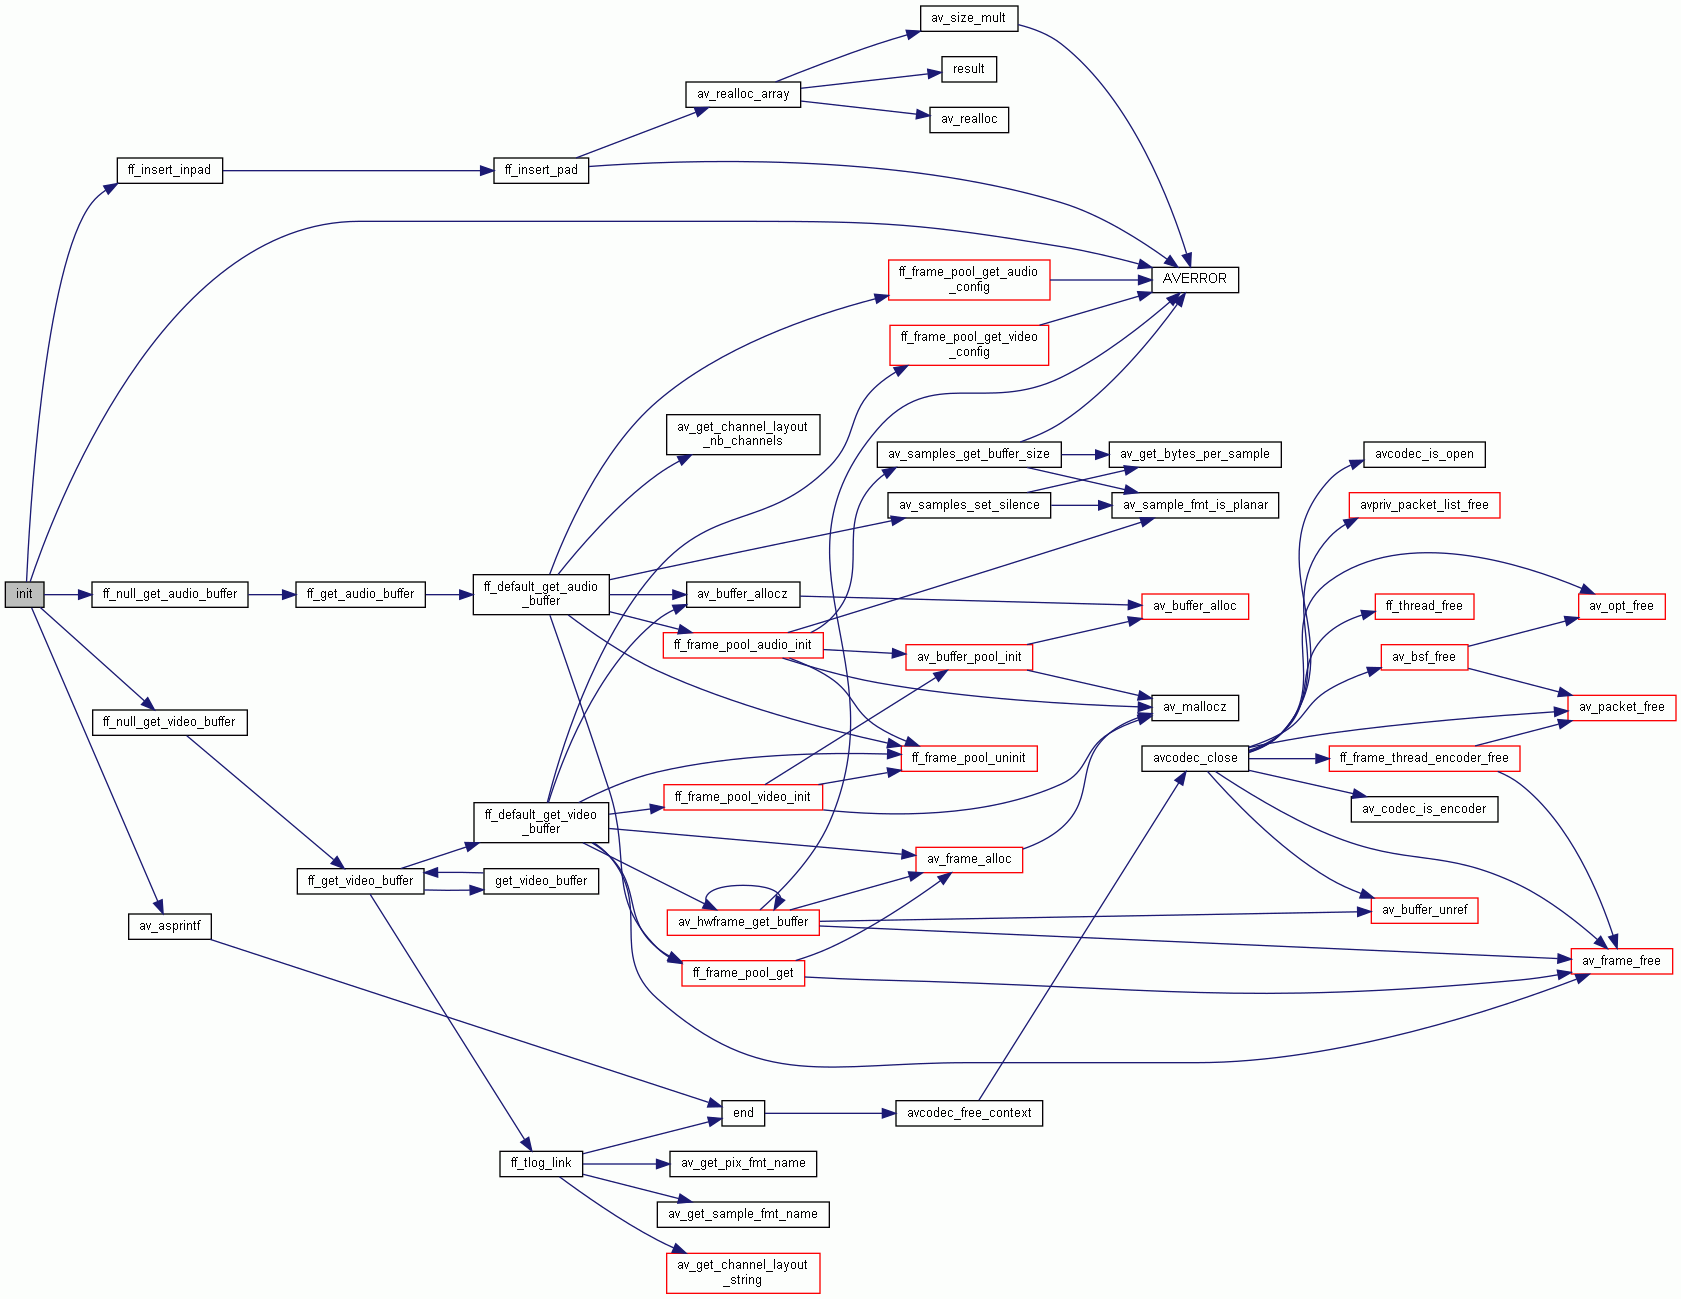 av_size_mult
result
av_realloc_array
av_realloc
ff_insert_inpad
ff_insert_pad
ff_frame_pool_get_audio
_config
AVERROR
ff_frame_pool_get_video
_config
av_get_channel_layout
_nb_channels
av_samples_get_buffer_size
av_get_bytes_per_sample
avcodec_is_open
av_samples_set_silence
av_sample_fmt_is_planar
avpriv_packet_list_free
init
ff_null_get_audio_buffer
ff_get_audio_buffer
ff_default_get_audio
_buffer
av_buffer_allocz
av_buffer_alloc
ff_thread_free
av_opt_free
ff_frame_pool_audio_init
av_buffer_pool_init
av_bsf_free
av_mallocz
av_packet_free
ff_null_get_video_buffer
ff_frame_pool_uninit
avcodec_close
ff_frame_thread_encoder_free
ff_frame_pool_video_init
av_codec_is_encoder
ff_default_get_video
_buffer
av_frame_alloc
ff_get_video_buffer
get_video_buffer
av_hwframe_get_buffer
av_buffer_unref
av_asprintf
av_frame_free
ff_frame_pool_get
end
avcodec_free_context
ff_tlog_link
av_get_pix_fmt_name
av_get_sample_fmt_name
av_get_channel_layout
_string